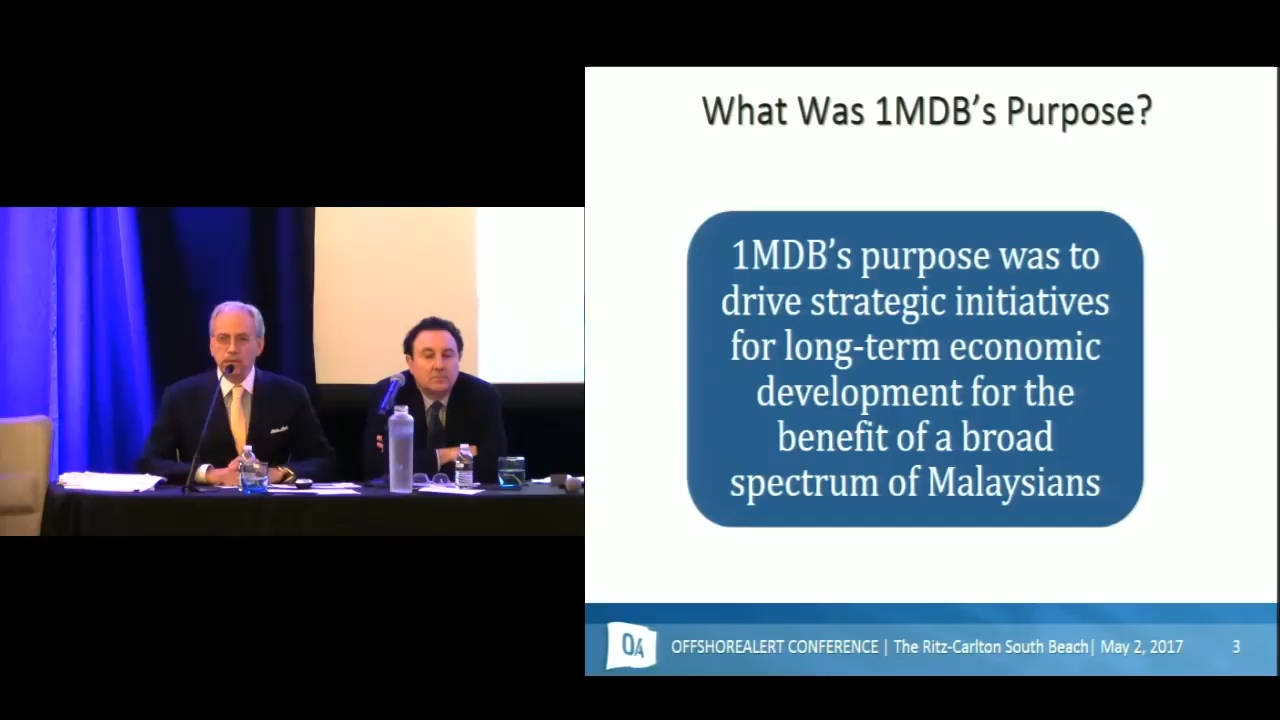 What Was 1MDB's Purpose?
1MDB's purpose was to
drive strategic initiatives
for long-term economic
development for the
benefit of a broad
spectrum of Malaysians
OA
OFFSHOREALERT CONFERENCE | The Ritz-Carlton South Beach| May 2, 2017
3